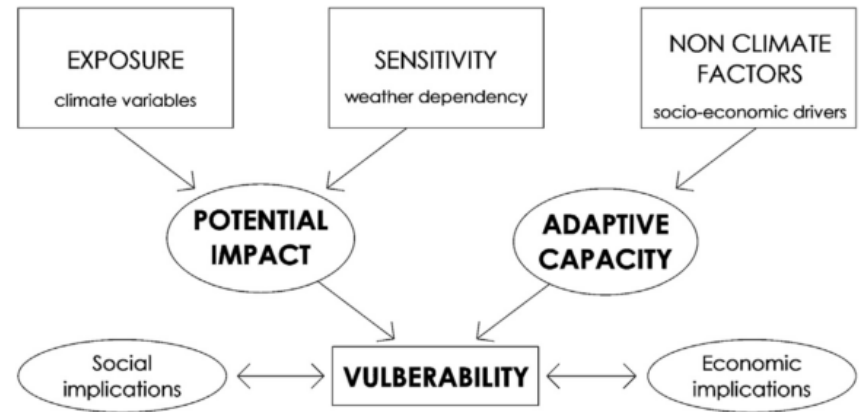 EXPOSURE
climate variables
SENSITIVITY
weather dependency
NON CLIMATE
FACTORS
socio-economic drivers
POTENTIAL
IMPACT
ADAPTIVE
CAPACITY
Social
implications
VULBERABILITY
Economic
implications